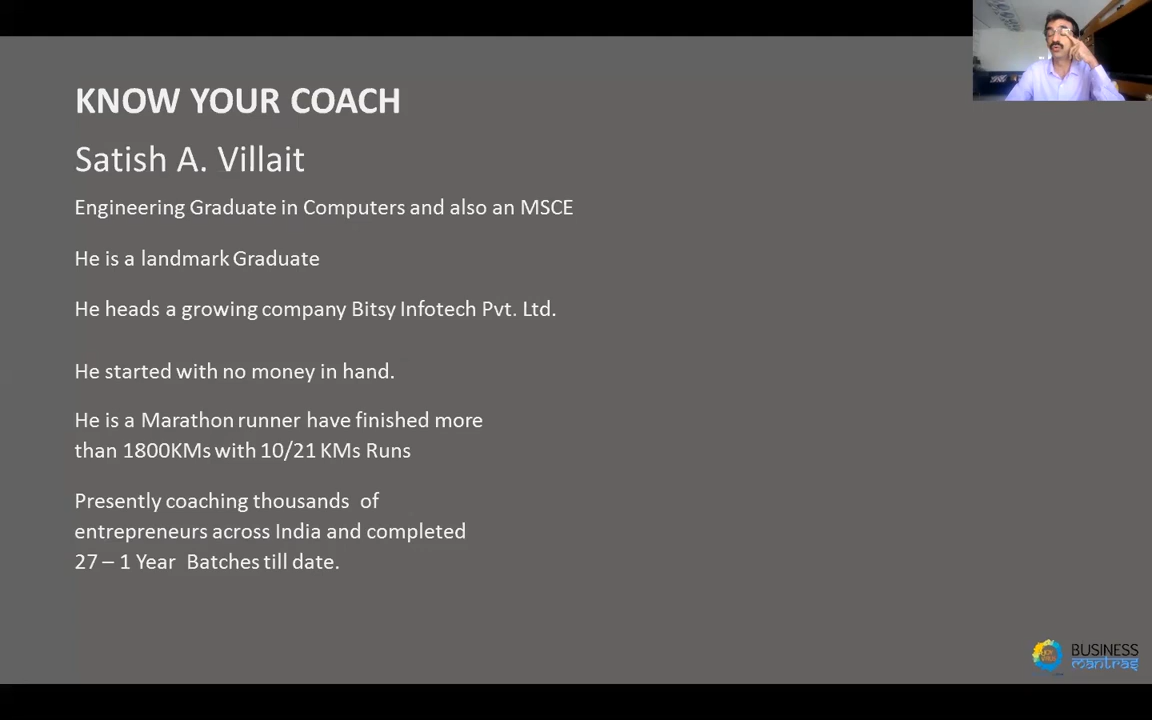 KNOW YOUR COACH
Satish A. Villait
Engineering Graduate in Computers and also an MSCE
He is a landmark Graduate
He heads a growing company Bitsy Infotech Pvt. Ltd.
He started with no money in hand.
He is a Marathon runner have finished more
than 1800KMs with 10/21 KMs Runs
Presently coaching thousands of
entrepreneurs across India and completed
27 – 1 Year Batches till date.
BUSINESS
mantras